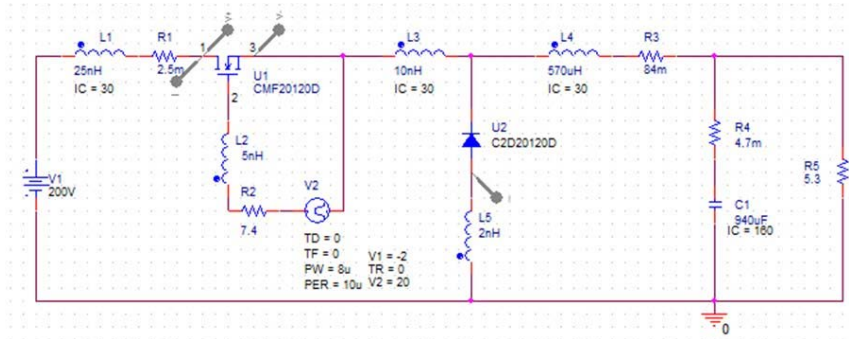 L1
25nH
IC = 30
R1
2.5m
1
3
2
U1
CMF20120D
L2
5nH
R2
7.4
V2
TD = 0
TF = 0
PW = 8u
PER = 10u
V1 = -2
TR = 0
V2 = 20
V1
200V
L3
10nH
IC = 30
U2
C2D20120D
L5
2nH
L4
570uH
IC = 30
R3
84m
R4
4.7m
C1
940uF
IC = 160
R5
5.3
0